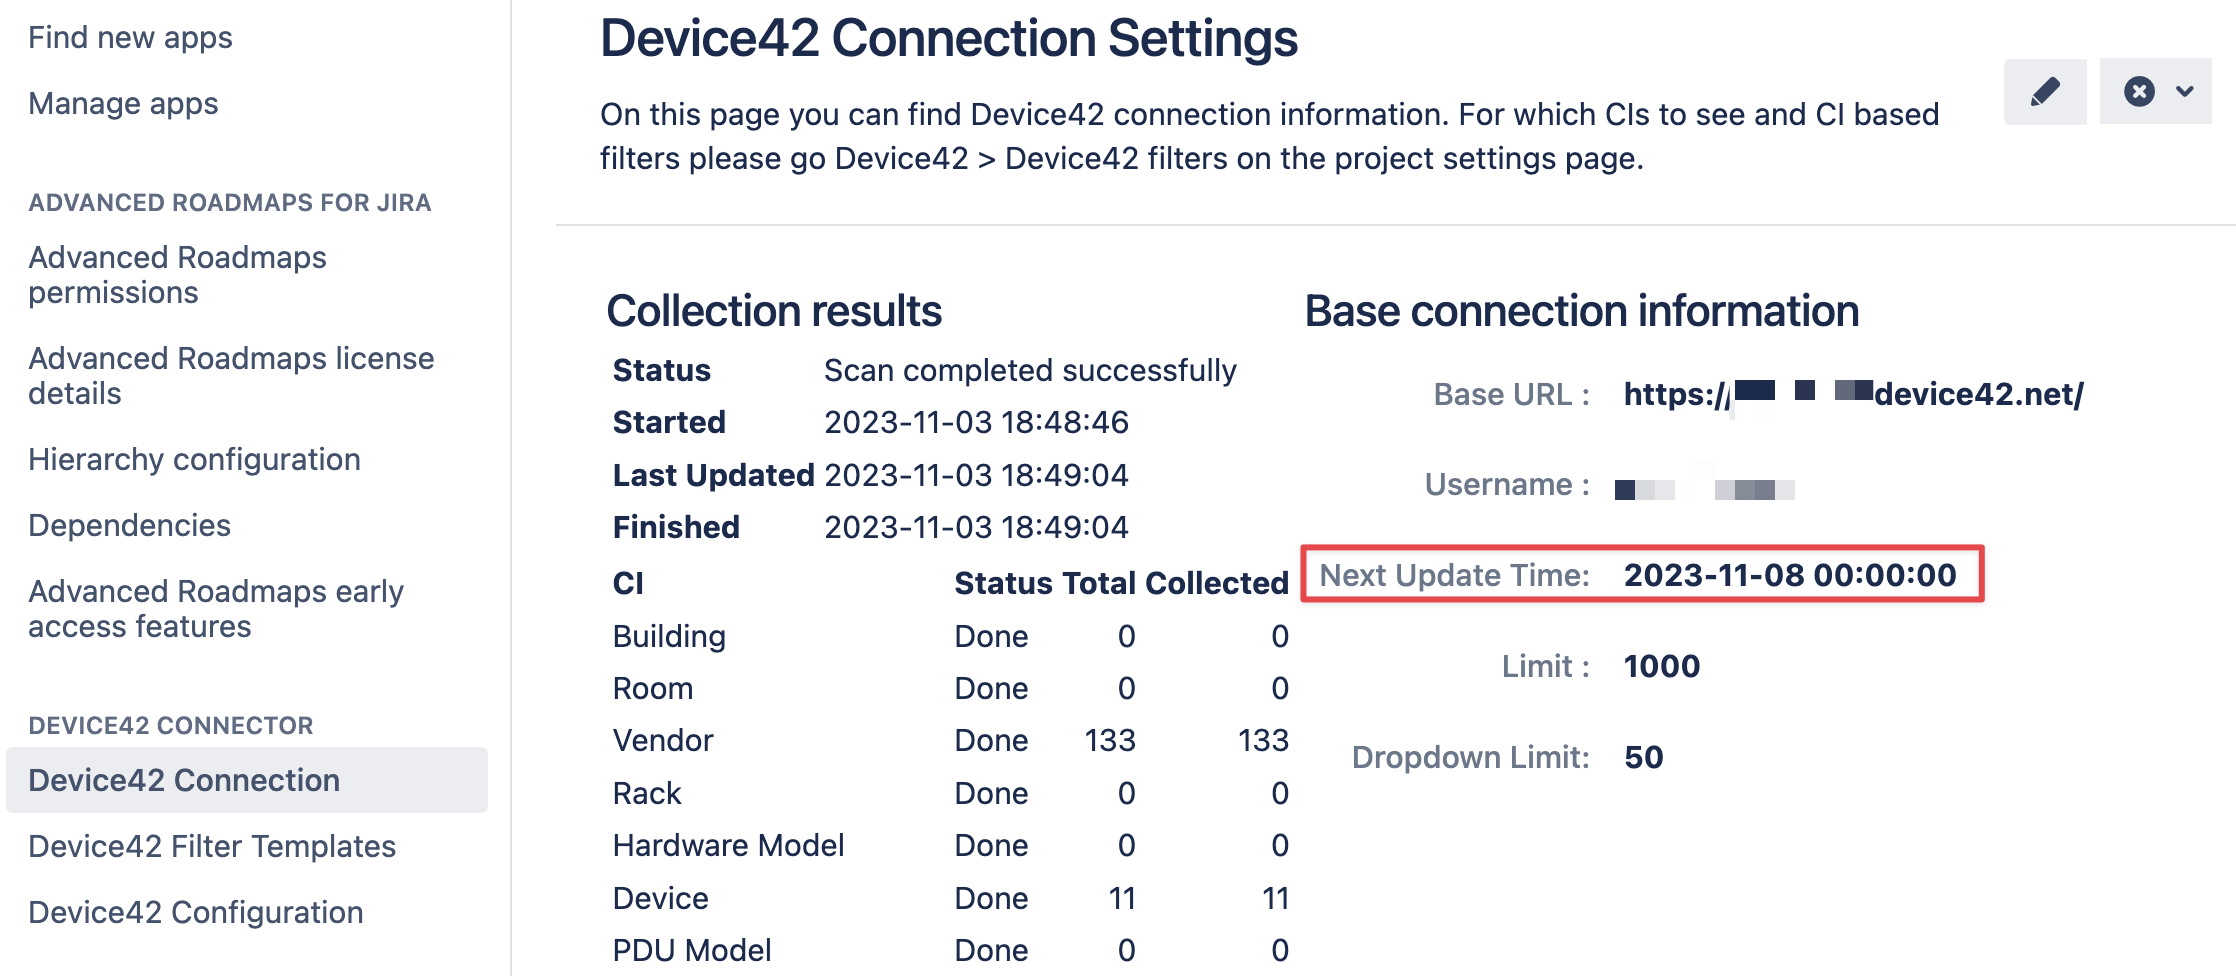 Find new apps
Manage apps
ADVANCED ROADMAPS FOR JIRA
Advanced Roadmaps
permissions
Advanced Roadmaps license
details
Hierarchy configuration
Dependencies
Advanced Roadmaps early
access features
DEVICE42 CONNECTOR
Device42 Connection
Device42 Filter Templates
Device42 Configuration
Device42 Connection Settings
On this page you can find Device42 connection information. For which CIs to see and CI based
filters please go Device42 > Device42 filters on the project settings page.
Collection results
Status Scan completed successfully
Started 2023-11-03 18:48:46
Last Updated 2023-11-03 18:49:04
Finished 2023-11-03 18:49:04
CI Status Total Collected
Building Done 0 0
Room Done 0 0
Vendor Done 133 133
Rack Done 0 0
Hardware Model Done 0 0
Device Done 11 11
PDU Model Done 0 0
Base connection information
Base URL : https:// device42.net/
Username :
Next Update Time: 2023-11-08 00:00:00
Limit : 1000
Dropdown Limit: 50